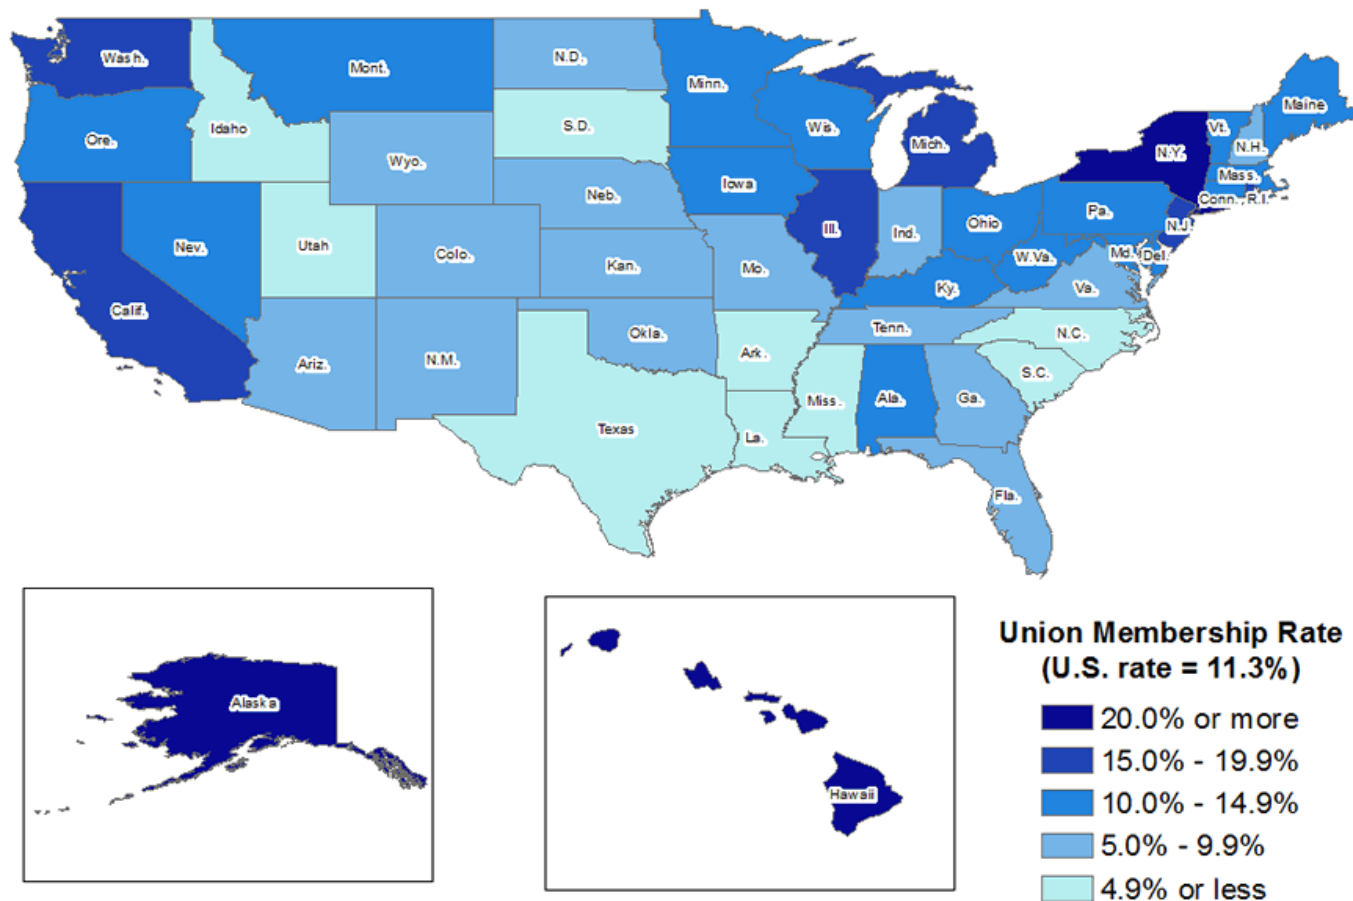 Wash.
Mont.
N.D.
Minn.
Maine
Ore.
Idaho
S.D.
Wis.
Mich.
Vt.
N.H.
N.Y.
Wyo.
Iowa
Mass.
Conn.
R.I.
Neb.
Pa.
N.J.
Nev.
Utah
Colo.
Ill.
Ind.
Ohio
W.Va.
Md.
Del.
Kan.
Mo.
Ky.
Va.
Calif.
Okla.
Tenn.
N.C.
Ariz.
N.M.
Ark.
S.C.
Miss.
Ala.
Ga.
Texas
La.
Fla.
Alaska
Hawaii
Union Membership Rate
(U.S. rate = 11.3%)
20.0% or more
15.0% - 19.9%
10.0% - 14.9%
5.0% - 9.9%
4.9% or less